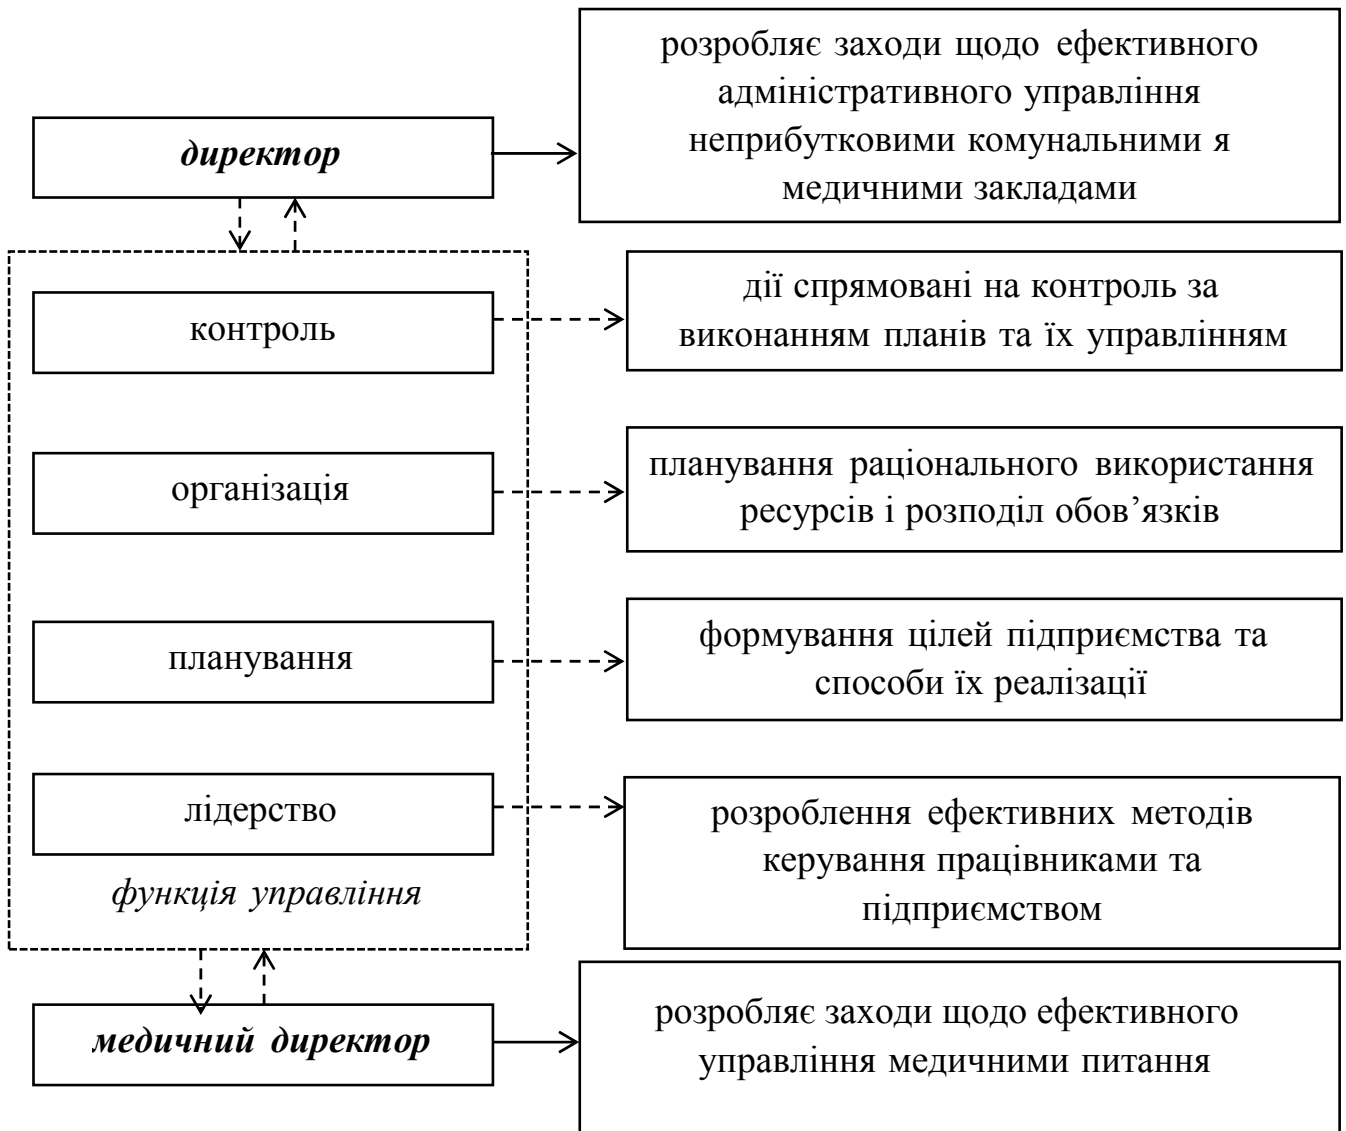 розробляє заходи щодо ефективного
адміністративного управління
неприбутковими комунальними я
медичними закладами
директор
контроль
дії спрямовані на контроль за
виконанням планів та їх управлінням
організація
планування раціонального використання
ресурсів і розподіл обов’язків
планування
формування цілей підприємства та
способи їх реалізації
лідерство
розроблення ефективних методів
керування працівниками та
підприємством
функція управління
медичний директор
розробляє заходи щодо ефективного
управління медичними питання